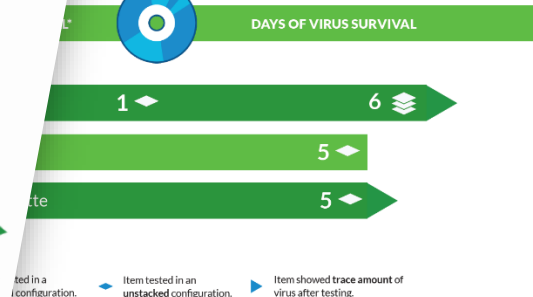 L* DAYS OF VIRUS SURVIVAL
1 6
5
tte 5
ted in a Item tested in an Item showed trace amount of
configuration. unstacked configuration. virus after testing.